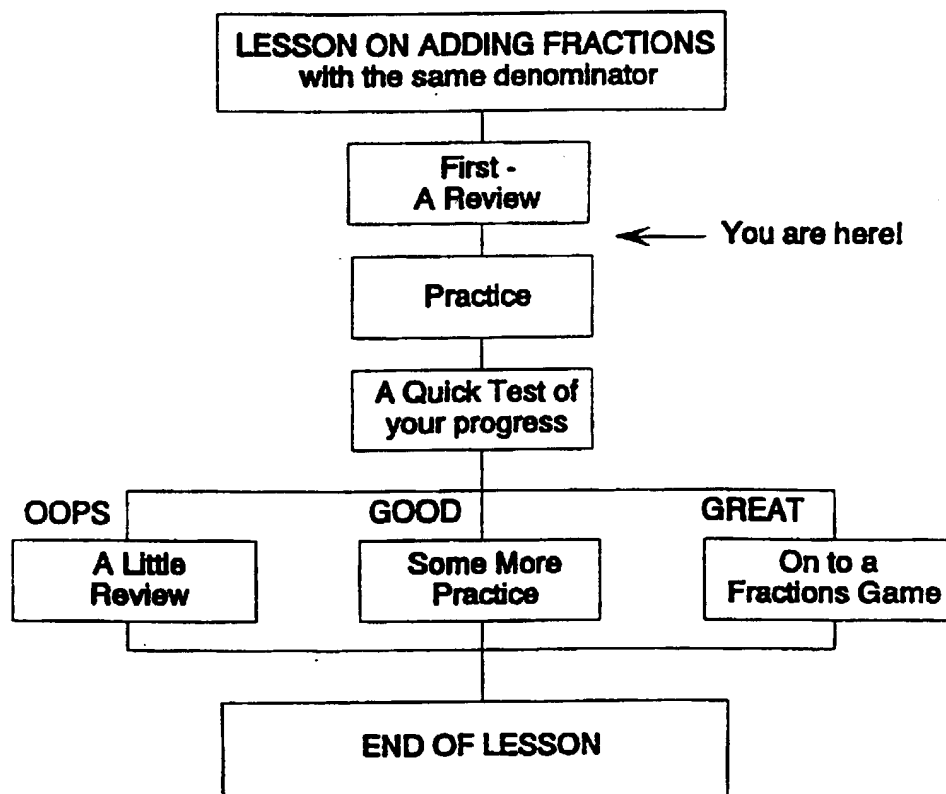 LESSON ON ADDING FRACTIONS
with the same denominator
First -
A Review
You are here!
Practice
A Quick Test of
your progress
OOPS
GOOD
GREAT
A Little
Review
Some More
Practice
On to a
Fractions Game
END OF LESSON